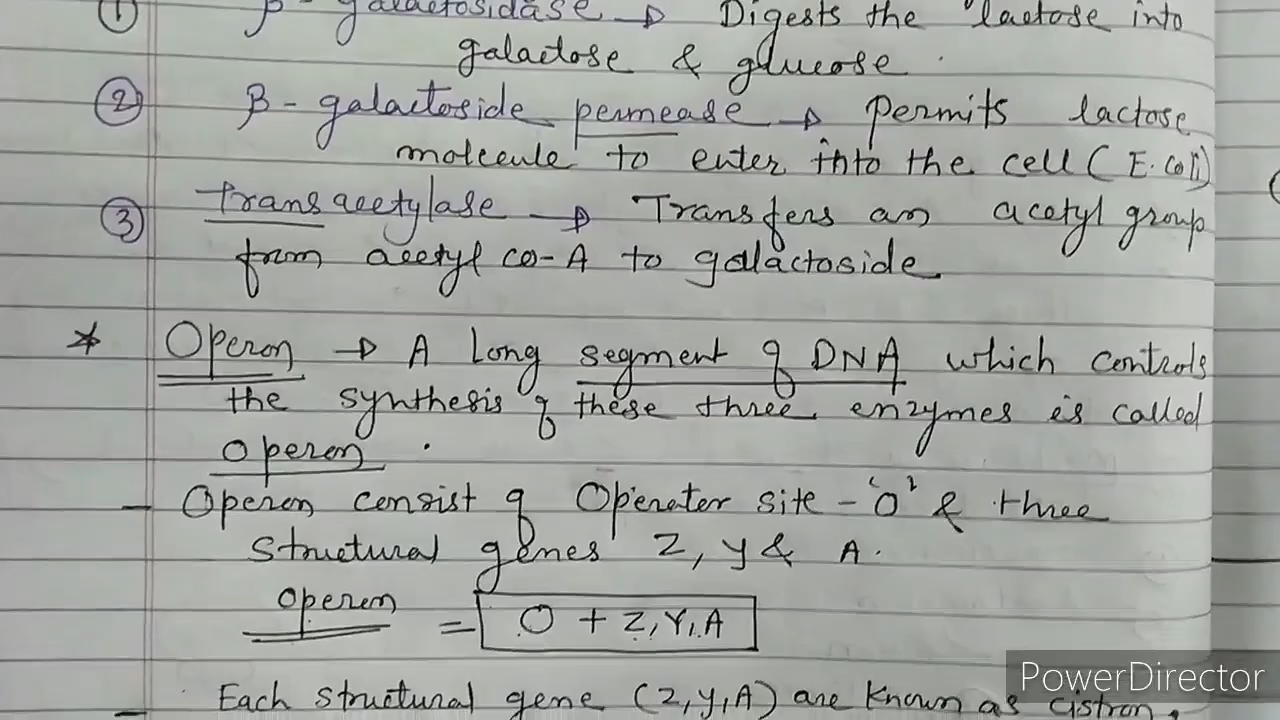 ① β - galactosidase → Digests the lactose into
galactose & glucose .
② β - galactoside permease → permits lactose
molecule to enter into the cell ( E. coli)
③ Transacetylase → Transfers an acetyl group
from acetyl co-A to galactoside.
* Operon → A Long segment of DNA which controls
the synthesis of these three enzymes is called
Operon .
- Operon consist of Operater site - 'O' & three
structural genes Z, y & A.
Operon = O + Z, Y, A
- Each structural gene (Z, y, A) are known as cistron.
PowerDirector